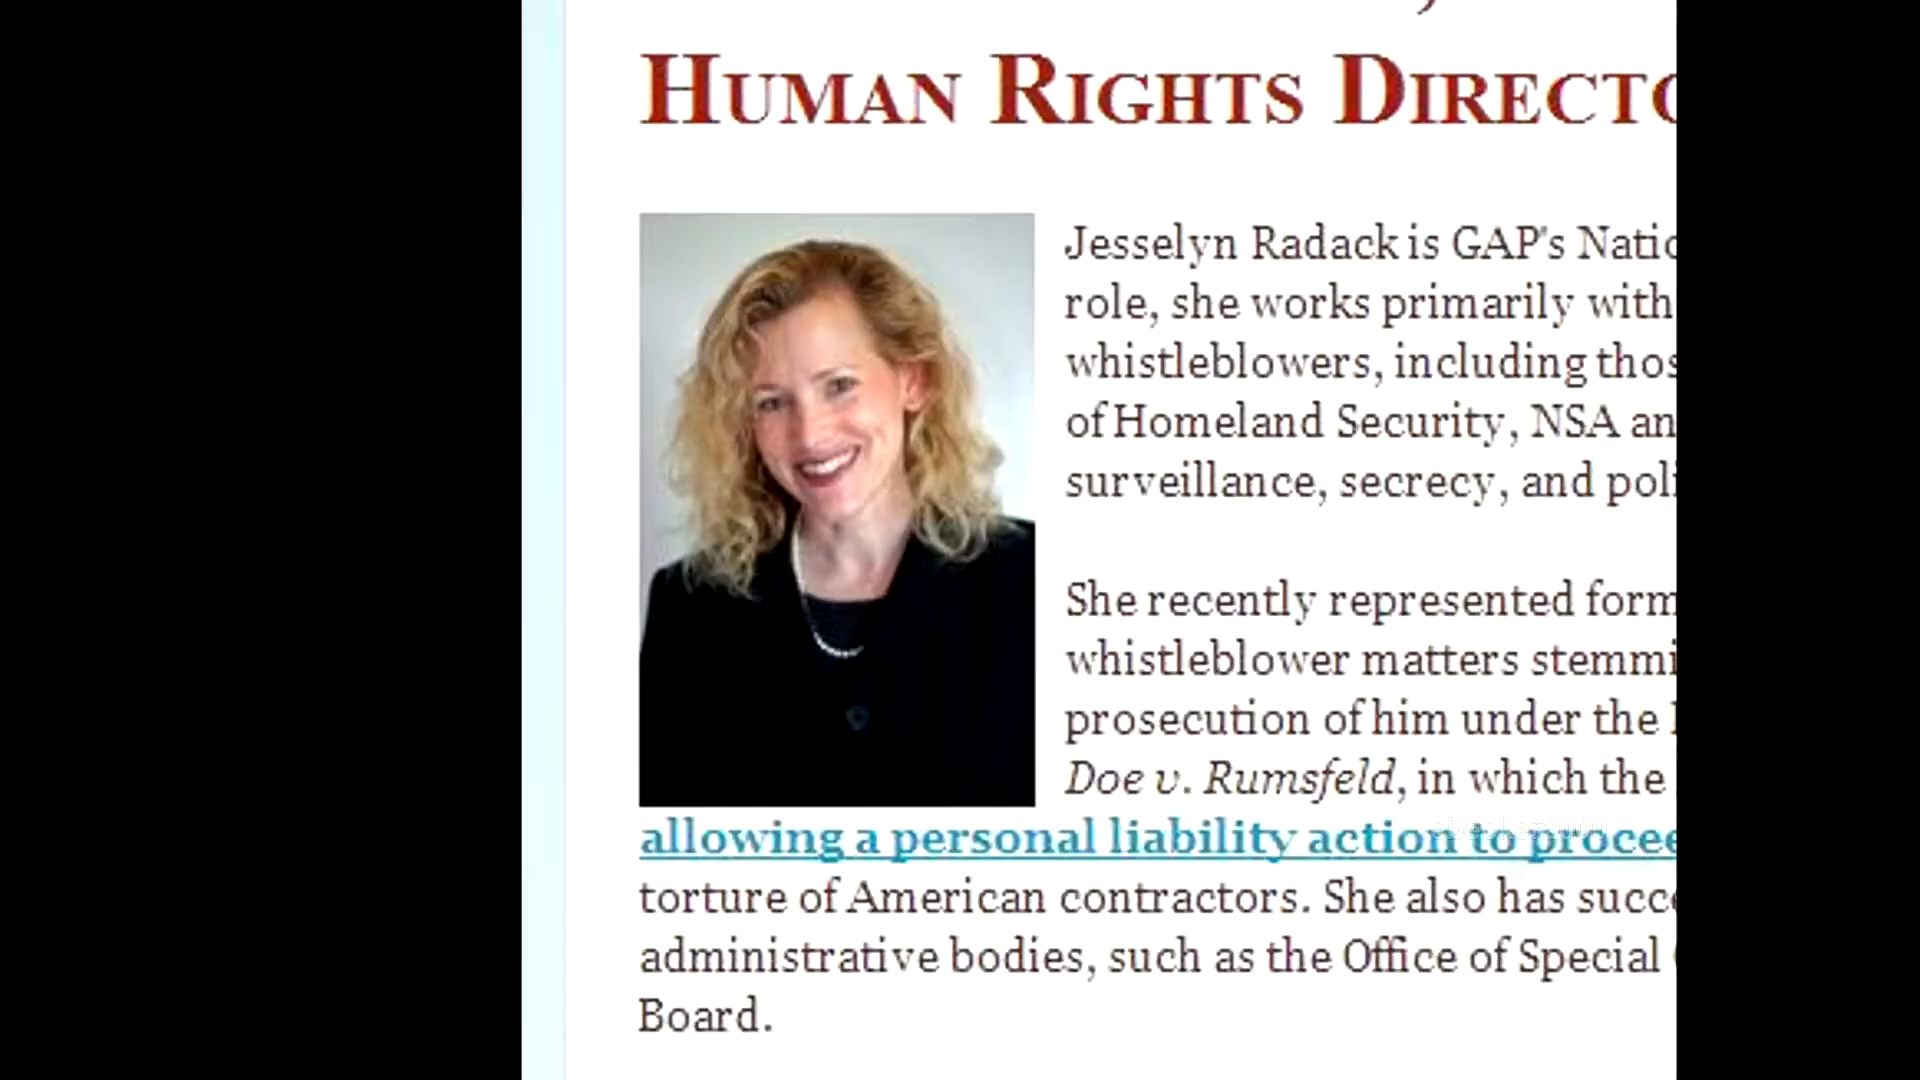 HUMAN RIGHTS DIRECTO
Jesselyn Radack is GAP's Natio
role, she works primarily with
whistleblowers, including thos
of Homeland Security, NSA an
surveillance, secrecy, and poli
She recently represented form
whistleblower matters stemmi
prosecution of him under the
Doe v. Rumsfeld, in which the
allowing a personal liability action to procee
torture of American contractors. She also has succe
administrative bodies, such as the Office of Special
Board.